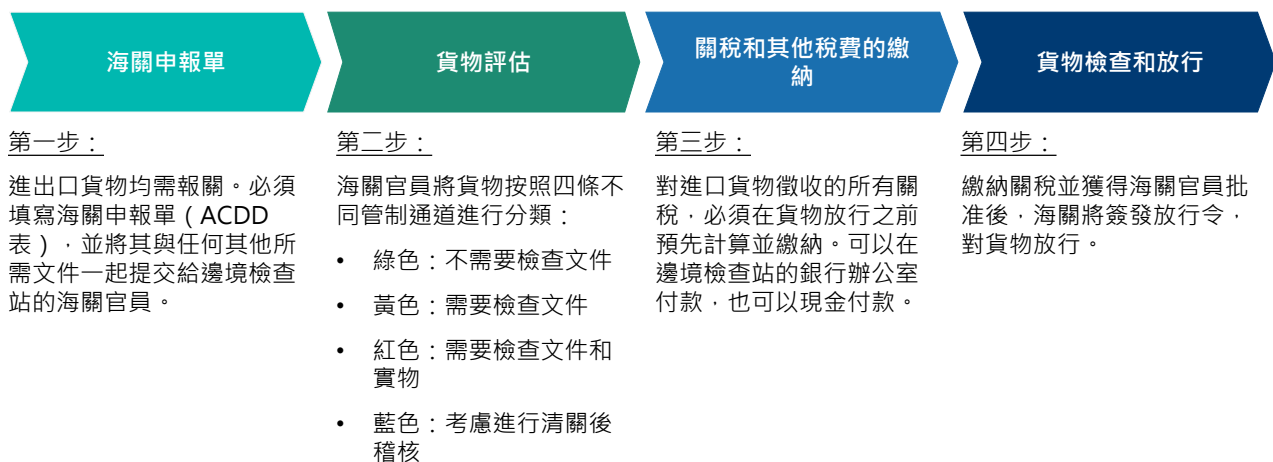 海關申報單
貨物評估
關稅和其他稅費的繳
納
貨物檢查和放行
第一步：
進出口貨物均需報關。必須
填寫海關申報單（ACDD
表），並將其與任何其他所
需文件一起提交給邊境檢查
站的海關官員。
第二步：
海關官員將貨物按照四條不
同管制通道進行分類：
• 綠色：不需要檢查文件
• 黃色：需要檢查文件
• 紅色：需要檢查文件和
實物
• 藍色：考慮進行清關後
稽核
第三步：
對進口貨物徵收的所有關
稅，必須在貨物放行之前
預先計算並繳納。可以在
邊境檢查站的銀行辦公室
付款，也可以現金付款。
第四步：
繳納關稅並獲得海關官員批
准後，海關將簽發放行令，
對貨物放行。